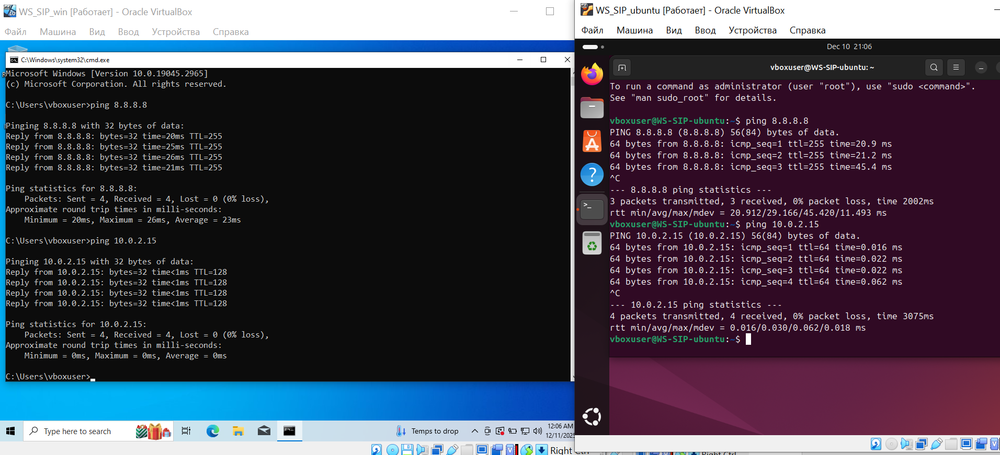 WS_SIP_win [Работает] - Oracle VirtualBox
Файл Машина Вид Ввод Устройства Справка
C:\Windows\system32\cmd.exe
Microsoft Windows [Version 10.0.19045.2965]
(c) Microsoft Corporation. All rights reserved.
C:\Users\vboxuser>ping 8.8.8.8
Pinging 8.8.8.8 with 32 bytes of data:
Reply from 8.8.8.8: bytes=32 time=20ms TTL=255
Reply from 8.8.8.8: bytes=32 time=25ms TTL=255
Reply from 8.8.8.8: bytes=32 time=26ms TTL=255
Reply from 8.8.8.8: bytes=32 time=21ms TTL=255
Ping statistics for 8.8.8.8:
Packets: Sent = 4, Received = 4, Lost = 0 (0% loss),
Approximate round trip times in milli-seconds:
Minimum = 20ms, Maximum = 26ms, Average = 23ms
C:\Users\vboxuser>ping 10.0.2.15
Pinging 10.0.2.15 with 32 bytes of data:
Reply from 10.0.2.15: bytes=32 time<1ms TTL=128
Reply from 10.0.2.15: bytes=32 time<1ms TTL=128
Reply from 10.0.2.15: bytes=32 time<1ms TTL=128
Reply from 10.0.2.15: bytes=32 time<1ms TTL=128
Ping statistics for 10.0.2.15:
Packets: Sent = 4, Received = 4, Lost = 0 (0% loss),
Approximate round trip times in milli-seconds:
Minimum = 0ms, Maximum = 0ms, Average = 0ms
C:\Users\vboxuser>
Type here to search
Temps to drop
12:06 AM
12/11/2025
Right Ctrl
WS_SIP_ubuntu [Работает] - Oracle VirtualBox
Файл Машина Вид Ввод Устройства Справка
Dec 10 21:06
vboxuser@WS-SIP-ubuntu: ~
To run a command as administrator (user "root"), use "sudo <command>".
See "man sudo_root" for details.
vboxuser@WS-SIP-ubuntu:~$ ping 8.8.8.8
PING 8.8.8.8 (8.8.8.8) 56(84) bytes of data.
64 bytes from 8.8.8.8: icmp_seq=1 ttl=255 time=20.9 ms
64 bytes from 8.8.8.8: icmp_seq=2 ttl=255 time=21.2 ms
64 bytes from 8.8.8.8: icmp_seq=3 ttl=255 time=45.4 ms
^C
--- 8.8.8.8 ping statistics ---
3 packets transmitted, 3 received, 0% packet loss, time 2002ms
rtt min/avg/max/mdev = 20.912/29.166/45.420/11.493 ms
vboxuser@WS-SIP-ubuntu:~$ ping 10.0.2.15
PING 10.0.2.15 (10.0.2.15) 56(84) bytes of data.
64 bytes from 10.0.2.15: icmp_seq=1 ttl=64 time=0.016 ms
64 bytes from 10.0.2.15: icmp_seq=2 ttl=64 time=0.022 ms
64 bytes from 10.0.2.15: icmp_seq=3 ttl=64 time=0.022 ms
64 bytes from 10.0.2.15: icmp_seq=4 ttl=64 time=0.062 ms
^C
--- 10.0.2.15 ping statistics ---
4 packets transmitted, 4 received, 0% packet loss, time 3075ms
rtt min/avg/max/mdev = 0.016/0.030/0.062/0.018 ms
vboxuser@WS-SIP-ubuntu:~$
Right Ctrl